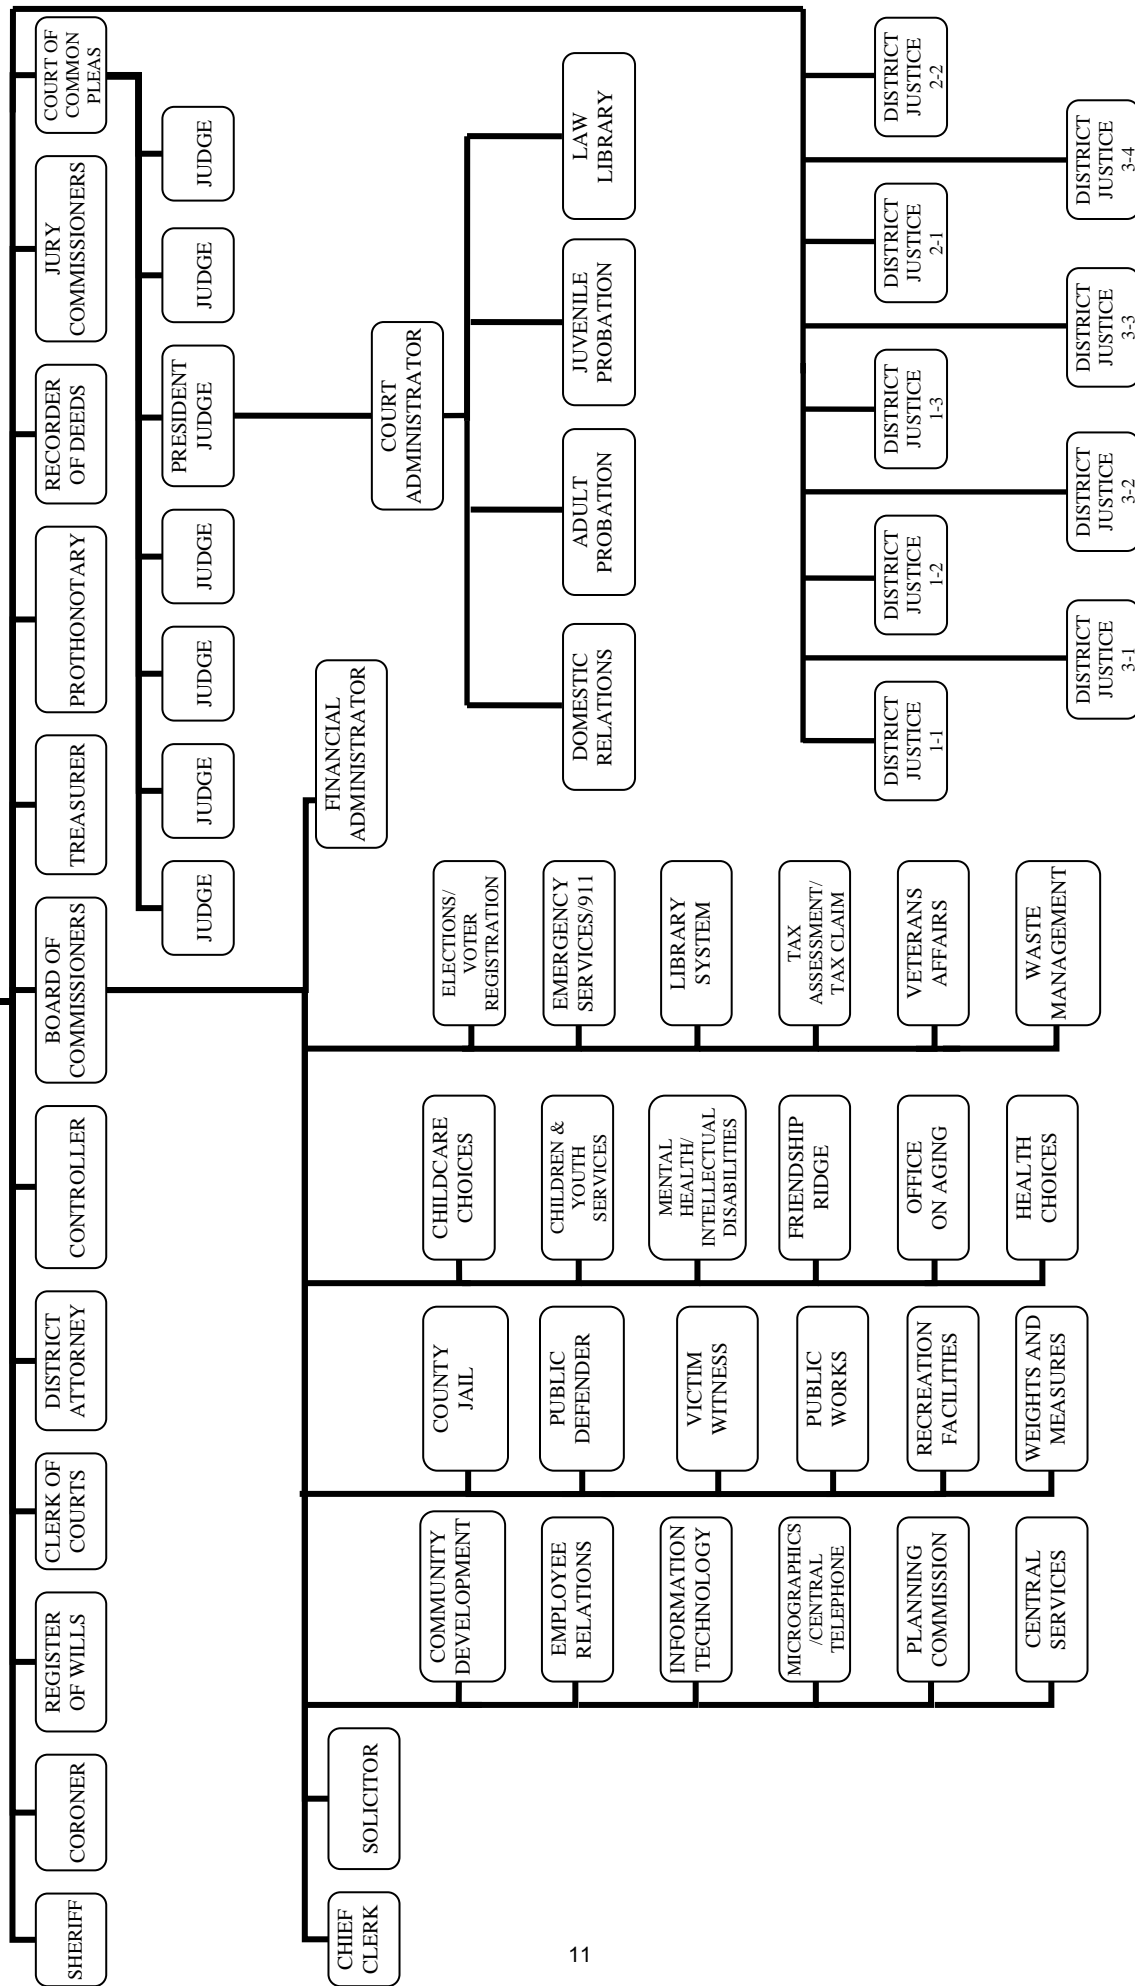 SHERIFF
CORONER
REGISTER
OF WILLS
CLERK OF
COURTS
DISTRICT
ATTORNEY
CONTROLLER
BOARD OF
COMMISSIONERS
TREASURER
PROTHONOTARY
RECORDER
OF DEEDS
JURY
COMMISSIONERS
COURT OF
COMMON
PLEAS
JUDGE
JUDGE
JUDGE
JUDGE
PRESIDENT
JUDGE
JUDGE
JUDGE
CHIEF
CLERK
SOLICITOR
FINANCIAL
ADMINISTRATOR
COURT
ADMINISTRATOR
COMMUNITY
DEVELOPMENT
EMPLOYEE
RELATIONS
INFORMATION
TECHNOLOGY
MICROGRAPHICS
/CENTRAL
TELEPHONE
PLANNING
COMMISSION
CENTRAL
SERVICES
COUNTY
JAIL
PUBLIC
DEFENDER
VICTIM
WITNESS
PUBLIC
WORKS
RECREATION
FACILITIES
WEIGHTS AND
MEASURES
CHILDCARE
CHOICES
CHILDREN &
YOUTH
SERVICES
MENTAL
HEALTH/
INTELLECTUAL
DISABILITIES
FRIENDSHIP
RIDGE
OFFICE
ON AGING
HEALTH
CHOICES
ELECTIONS/
VOTER
REGISTRATION
EMERGENCY
SERVICES/911
LIBRARY
SYSTEM
TAX
ASSESSMENT/
TAX CLAIM
VETERANS
AFFAIRS
WASTE
MANAGEMENT
DOMESTIC
RELATIONS
ADULT
PROBATION
JUVENILE
PROBATION
LAW
LIBRARY
DISTRICT
JUSTICE
1-1
DISTRICT
JUSTICE
1-2
DISTRICT
JUSTICE
1-3
DISTRICT
JUSTICE
2-1
DISTRICT
JUSTICE
2-2
DISTRICT
JUSTICE
3-1
DISTRICT
JUSTICE
3-2
DISTRICT
JUSTICE
3-3
DISTRICT
JUSTICE
3-4
11